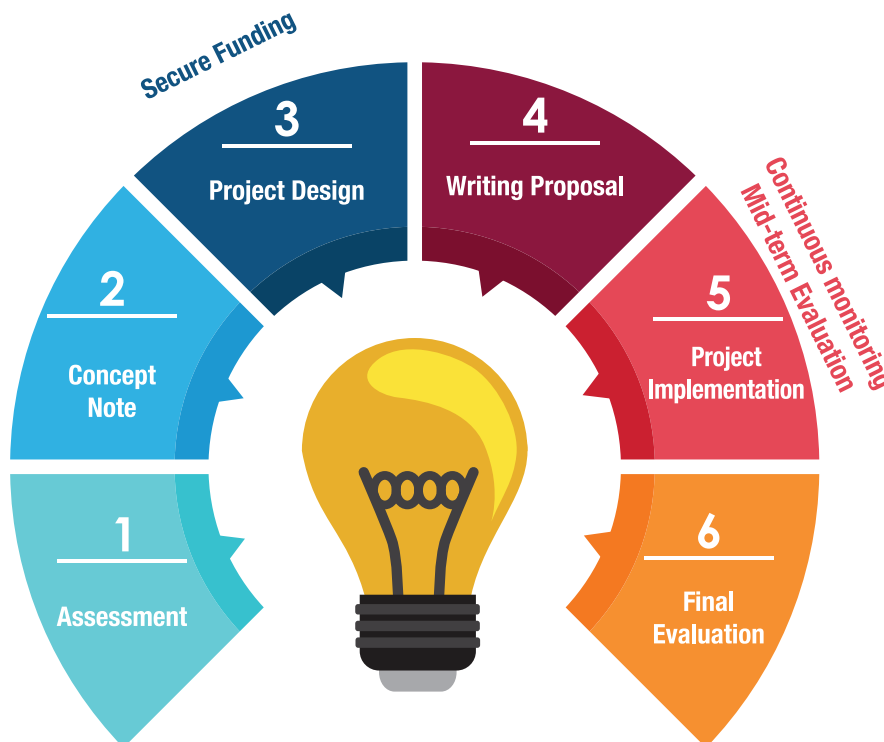 1
Assessment
2
Concept
Note
Secure Funding
3
Project Design
4
Writing Proposal
Continuous monitoring
Mid-term Evaluation
5
Project
Implementation
6
Final
Evaluation